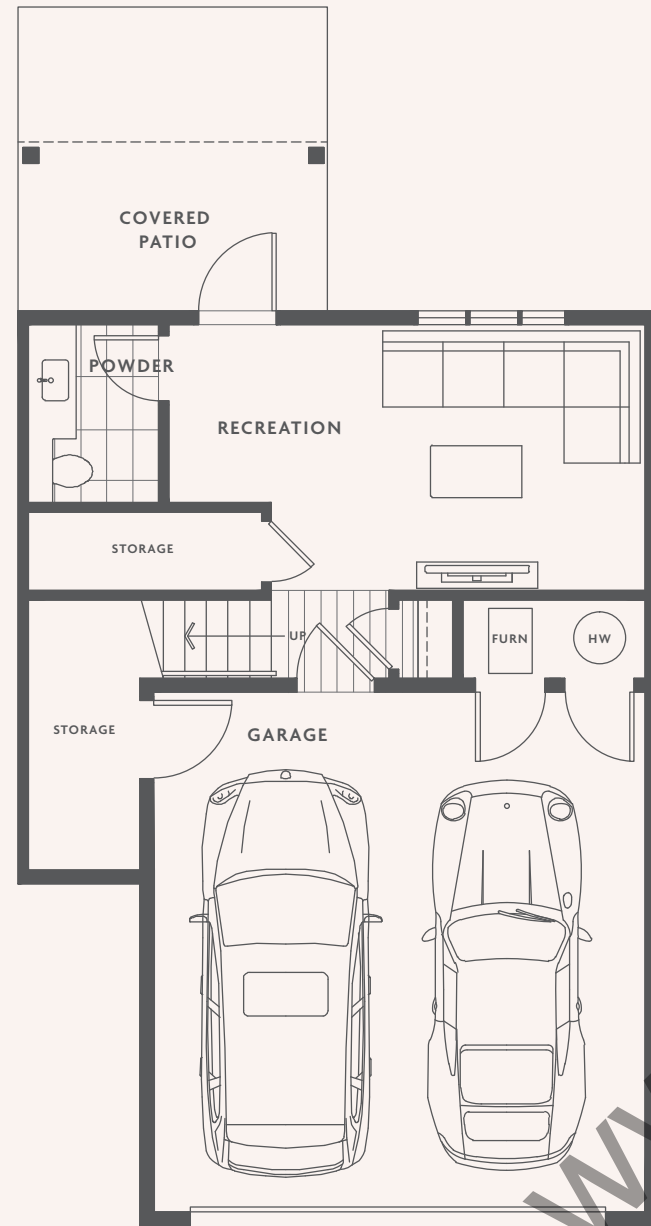 COVERED
PATIO
POWDER
RECREATION
STORAGE
UP
FURN
HW
STORAGE
GARAGE